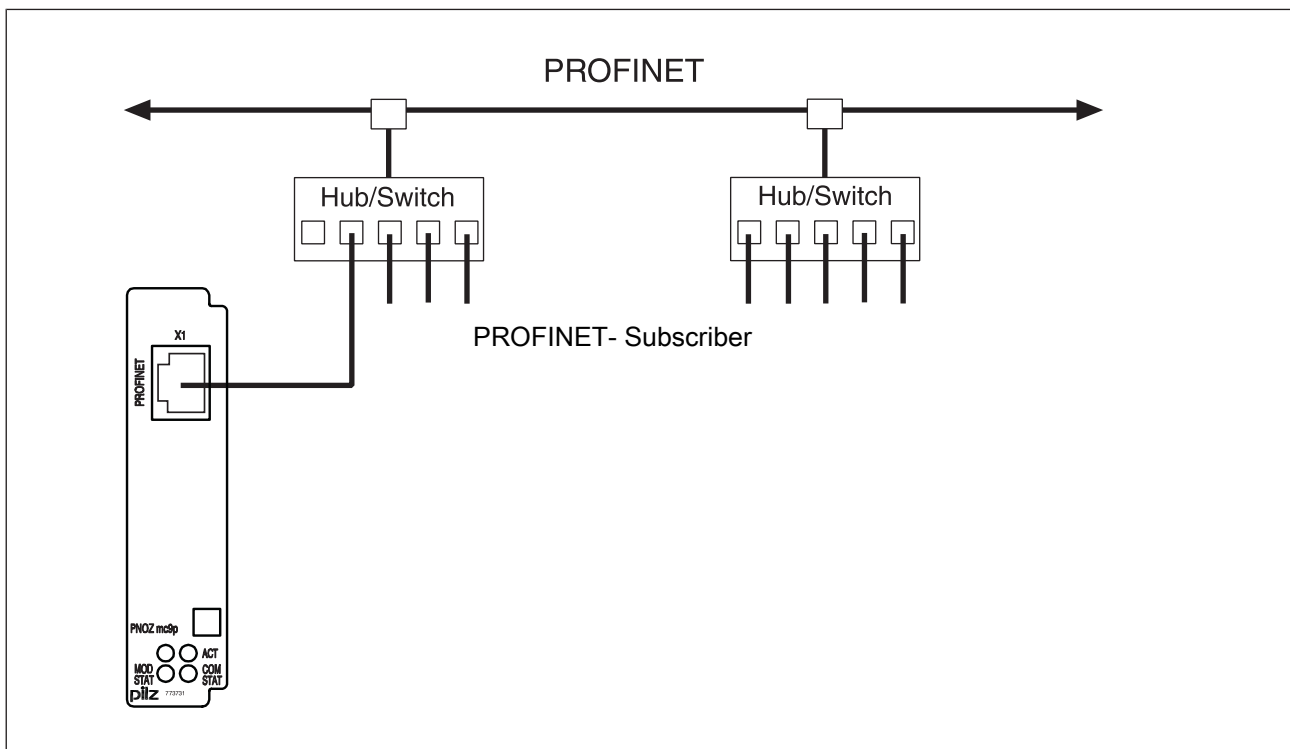 PROFINET
Hub/Switch
Hub/Switch
X1
PROFINET
PROFINET- Subscriber
PNOZ mc9p
ACT
MOD
STAT
COM
STAT
pilz
773731